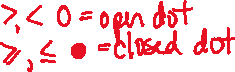 >,< O = open dot
≥,≤ ● = closed dot